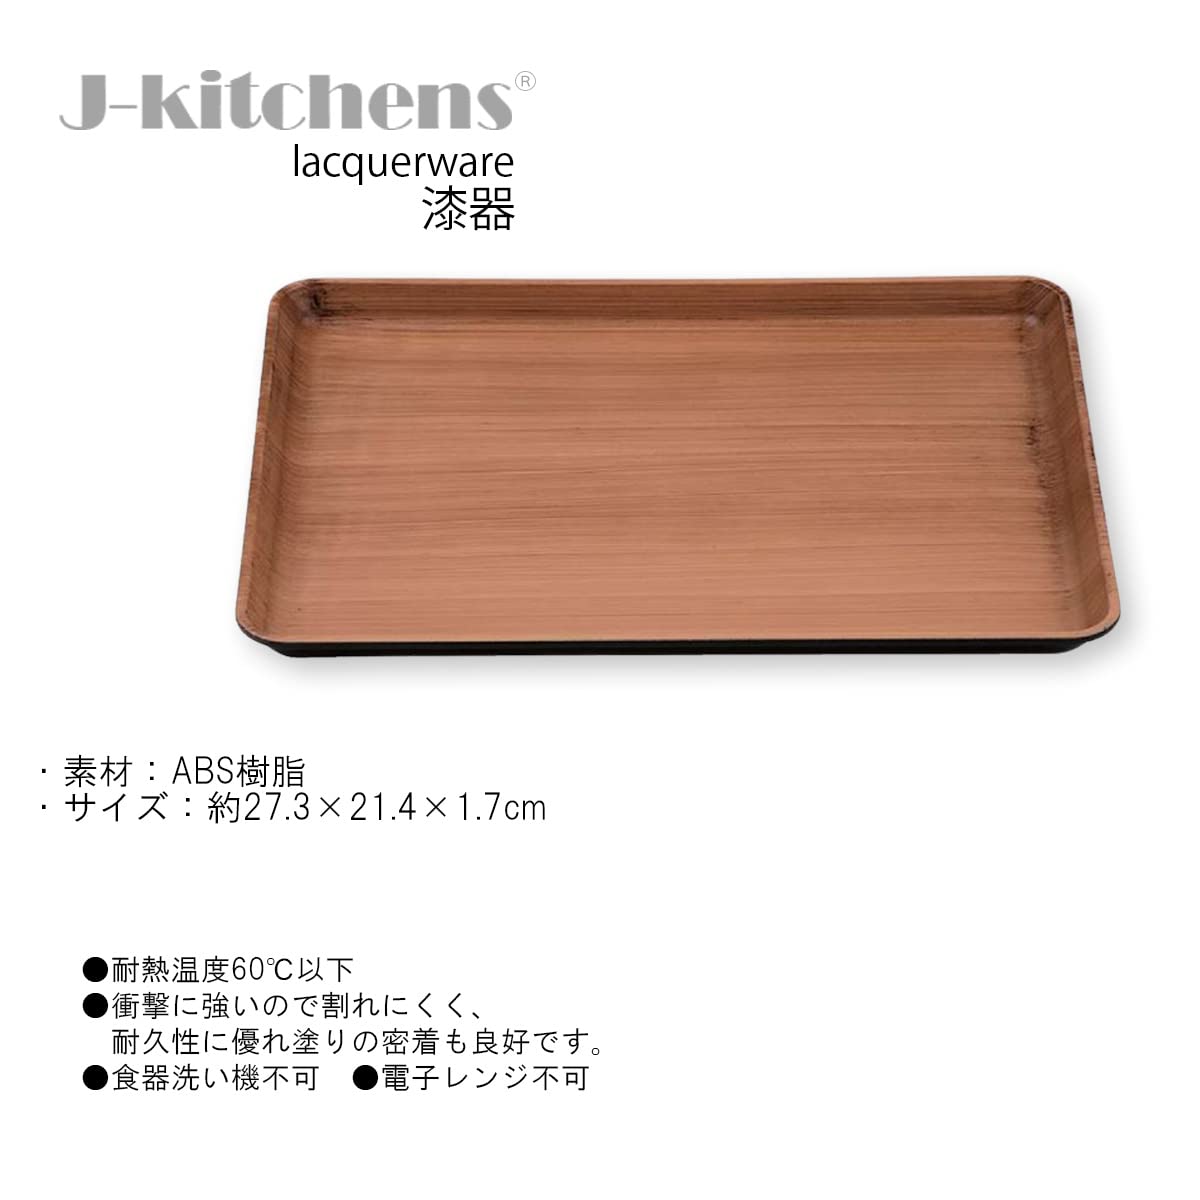 J-kitchens®
lacquerware
漆器
・素材：ABS樹脂
・サイズ：約27.3×21.4×1.7cm
●耐熱温度60℃以下
●衝撃に強いので割れにくく、
耐久性に優れ塗りの密着も良好です。
●食器洗い機不可　●電子レンジ不可